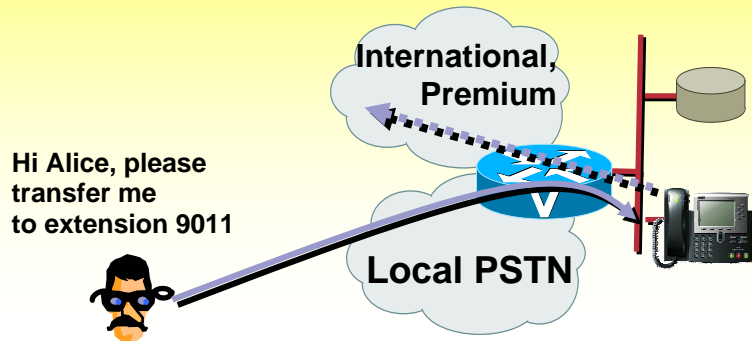 International,
Premium
Hi Alice, please
transfer me
to extension 9011
V
Local PSTN